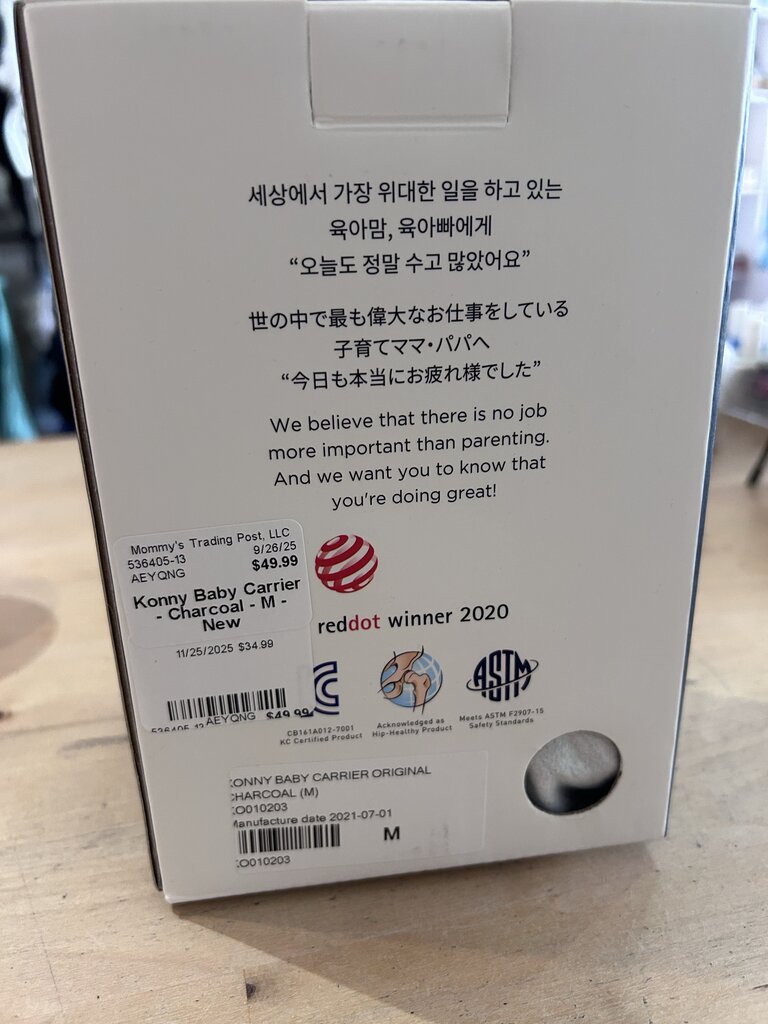 세상에서 가장 위대한 일을 하고 있는
육아맘, 육아빠에게
“오늘도 정말 수고 많았어요”
世の中で最も偉大なお仕事をしている
子育てママ・パパへ
“今日も本当にお疲れ様でした”
We believe that there is no job
more important than parenting.
And we want you to know that
you're doing great!
Mommy's Trading Post, LLC
536405-13 9/26/25
AEYQNG $49.99
Konny Baby Carrier
- Charcoal - M -
New
11/25/2025 $34.99
536405-13 AEYQNG $49.99
reddot winner 2020
CB161A012-7001
KC Certified Product
Acknowledged as
Hip-Healthy Product
ASTM
Meets ASTM F2907-15
Safety Standards
KONNY BABY CARRIER ORIGINAL
CHARCOAL (M)
KO010203
Manufacture date 2021-07-01
M
KO010203